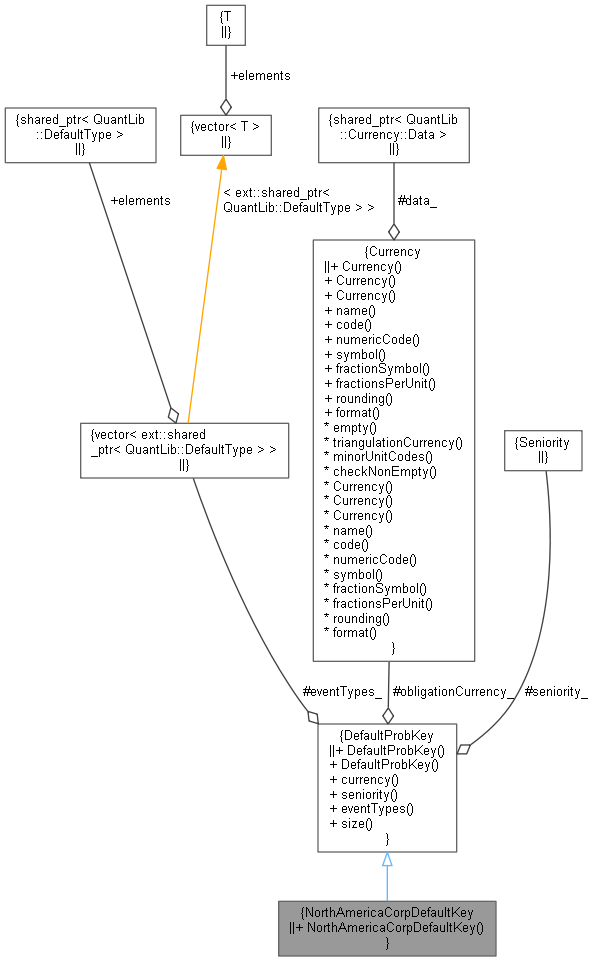 {T
||}
+elements
{shared_ptr< QuantLib
::DefaultType >
||}
{vector< T >
||}
{shared_ptr< QuantLib
::Currency::Data >
||}
+elements
< ext::shared_ptr<
QuantLib::DefaultType > >
#data_
{Currency
||+ Currency()
+ Currency()
+ Currency()
+ name()
+ code()
+ numericCode()
+ symbol()
+ fractionSymbol()
+ fractionsPerUnit()
+ rounding()
+ format()
* empty()
* triangulationCurrency()
* minorUnitCodes()
* checkNonEmpty()
* Currency()
* Currency()
* Currency()
* name()
* code()
* numericCode()
* symbol()
* fractionSymbol()
* fractionsPerUnit()
* rounding()
* format()
}
{vector< ext::shared
_ptr< QuantLib::DefaultType > >
||}
{Seniority
||}
#eventTypes_
#obligationCurrency_
#seniority_
{DefaultProbKey
||+ DefaultProbKey()
+ DefaultProbKey()
+ currency()
+ seniority()
+ eventTypes()
+ size()
}
{NorthAmericaCorpDefaultKey
||+ NorthAmericaCorpDefaultKey()
}